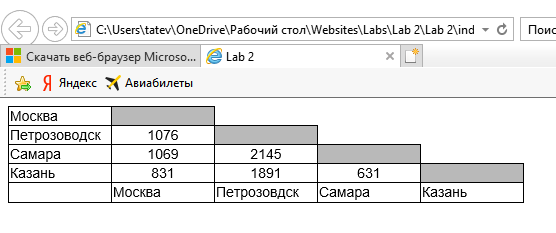 C:\Users\tatev\OneDrive\Рабочий стол\Websites\Labs\Lab 2\Lab 2\ind
Поис
Скачать веб-браузер Microso...
Lab 2
Яндекс
Авиабилеты
Москва
Петрозоводск 1076
Самара 1069 2145
Казань 831 1891 631
Москва Петрозовдск Самара Казань